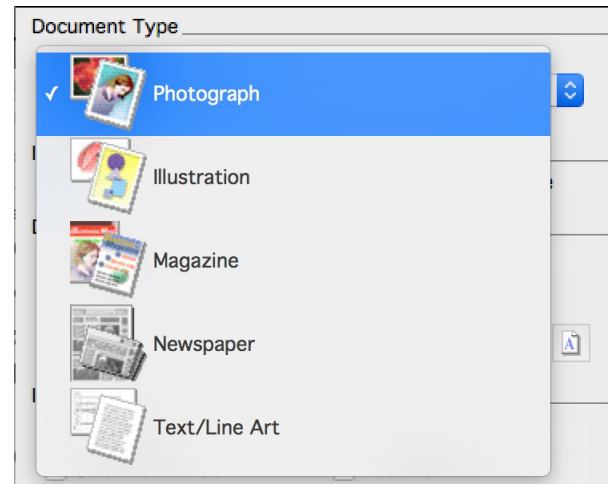 Document Type
✓ Photograph
Illustration
Magazine
Newspaper
A
Text/Line Art